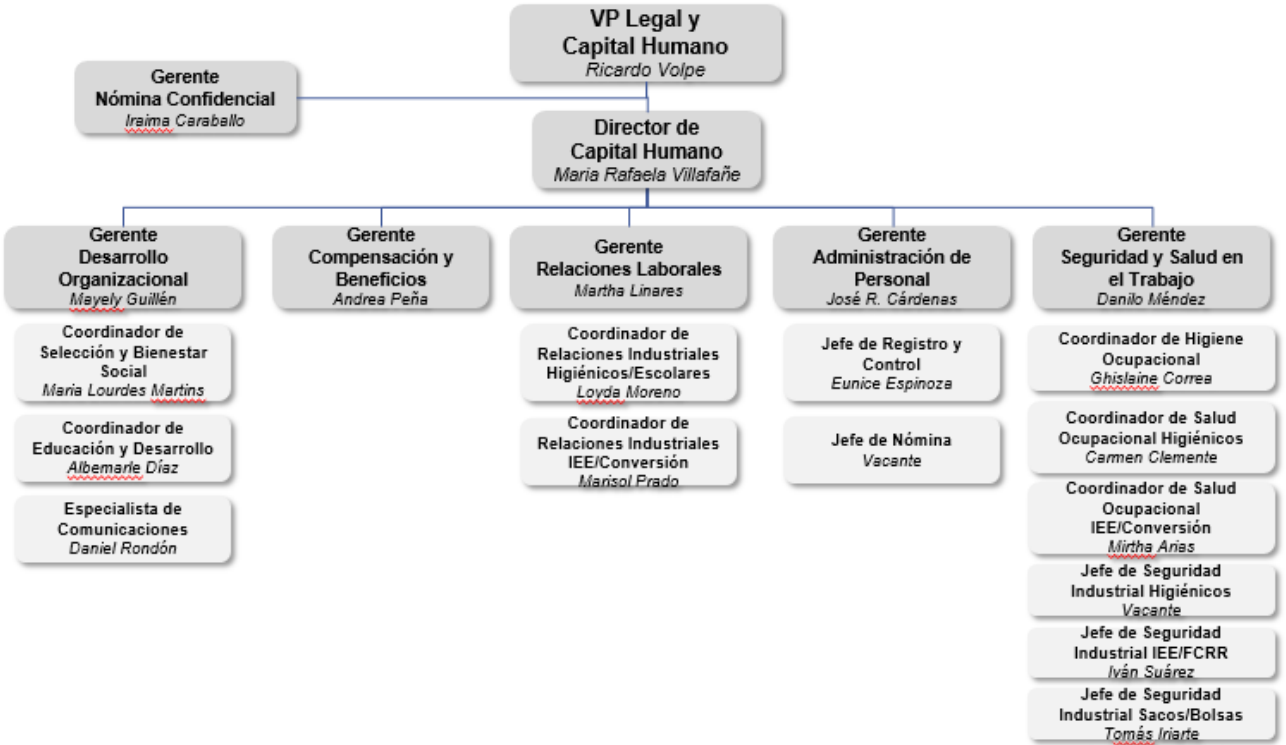 VP Legal y
Capital Humano
Ricardo Volpe
Gerente
Nómina Confidencial
Iraima Caraballo
Director de
Capital Humano
Maria Rafaela Villafañe
Gerente
Desarrollo
Organizacional
Mayely Guillén
Gerente
Compensación y
Beneficios
Andrea Peña
Gerente
Relaciones Laborales
Martha Linares
Gerente
Administración de
Personal
José R. Cárdenas
Gerente
Seguridad y Salud en
el Trabajo
Danilo Méndez
Coordinador de
Selección y Bienestar
Social
Maria Lourdes Martins
Coordinador de
Educación y Desarrollo
Albemarle Díaz
Especialista de
Comunicaciones
Daniel Rondón
Coordinador de
Relaciones Industriales
Higiénicos/Escolares
Loyda Moreno
Coordinador de
Relaciones Industriales
IEE/Conversión
Marisol Prado
Jefe de Registro y
Control
Eunice Espinoza
Jefe de Nómina
Vacante
Coordinador de Higiene
Ocupacional
Ghislaine Correa
Coordinador de Salud
Ocupacional Higiénicos
Carmen Clemente
Coordinador de Salud
Ocupacional
IEE/Conversión
Mirtha Arias
Jefe de Seguridad
Industrial Higiénicos
Vacante
Jefe de Seguridad
Industrial IEE/FCRR
Iván Suárez
Jefe de Seguridad
Industrial Sacos/Bolsas
Tomás Iriarte